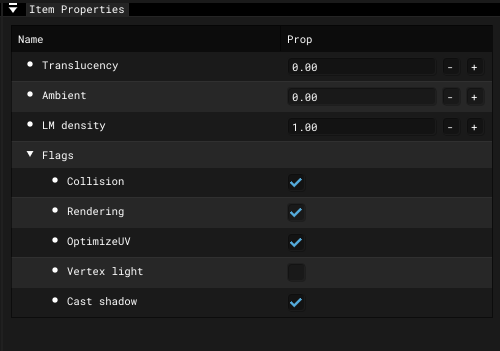 Item Properties
Name Prop
Translucency 0.00 - +
Ambient 0.00 - +
LM density 1.00 - +
Flags
Collision
Rendering
OptimizeUV
Vertex light
Cast shadow